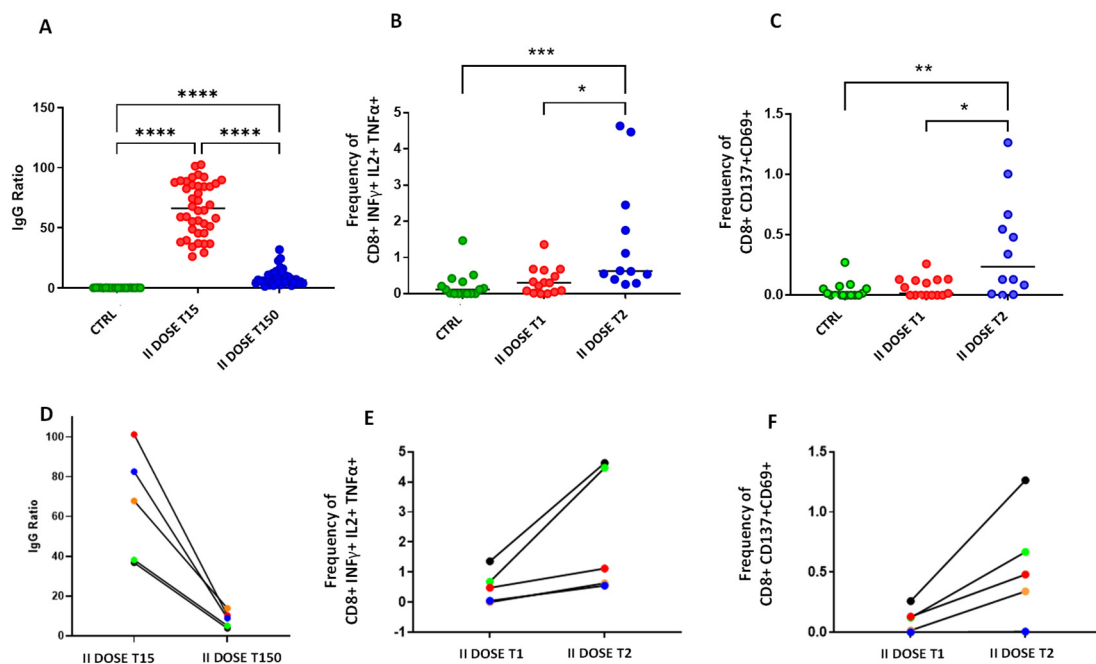 A
IgG Ratio
150
100
50
0
****
****
****
CTRL
II DOSE T15
II DOSE T150
B
Frequency of
CD8+ INFγ+ IL2+ TNFα+
5
4
3
2
1
0
***
*
CTRL
II DOSE T1
II DOSE T2
C
Frequency of
CD8+ CD137+CD69+
1.5
1.0
0.5
0.0
**
*
CTRL
II DOSE T1
II DOSE T2
D
IgG Ratio
100
80
60
40
20
0
II DOSE T15
II DOSE T150
E
Frequency of
CD8+ INFγ+ IL2+ TNFα+
5
4
3
2
1
0
-1
II DOSE T1
II DOSE T2
F
Frequency of
CD8+ CD137+CD69+
1.5
1.0
0.5
0.0
II DOSE T1
II DOSE T2